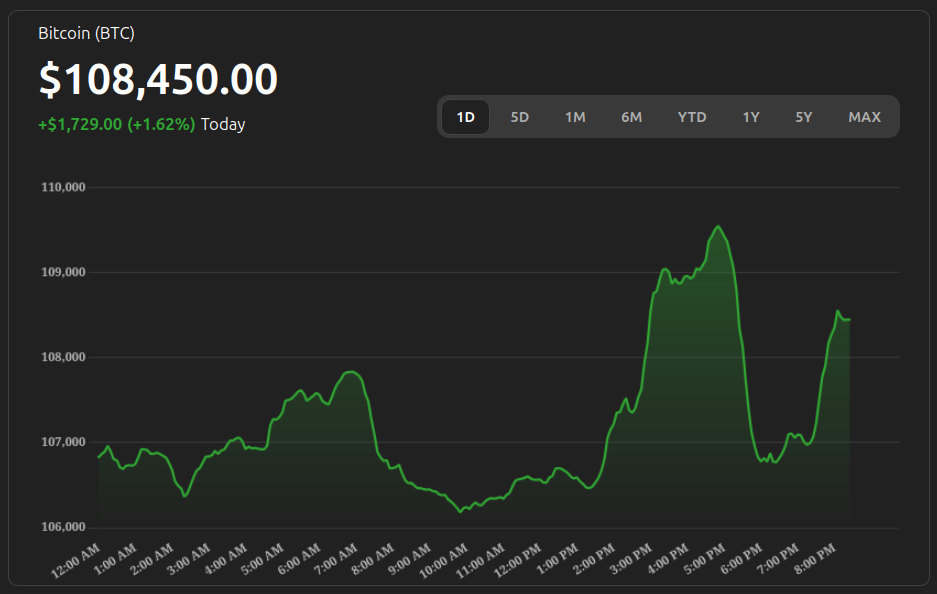 Bitcoin (BTC)
$108,450.00
+$1,729.00 (+1.62%) Today
1D 5D 1M 6M YTD 1Y 5Y MAX
110,000
109,000
108,000
107,000
106,000
12:00 AM 1:00 AM 2:00 AM 3:00 AM 4:00 AM 5:00 AM 6:00 AM 7:00 AM 8:00 AM 9:00 AM 10:00 AM 11:00 AM 12:00 PM 1:00 PM 2:00 PM 3:00 PM 4:00 PM 5:00 PM 6:00 PM 7:00 PM 8:00 PM